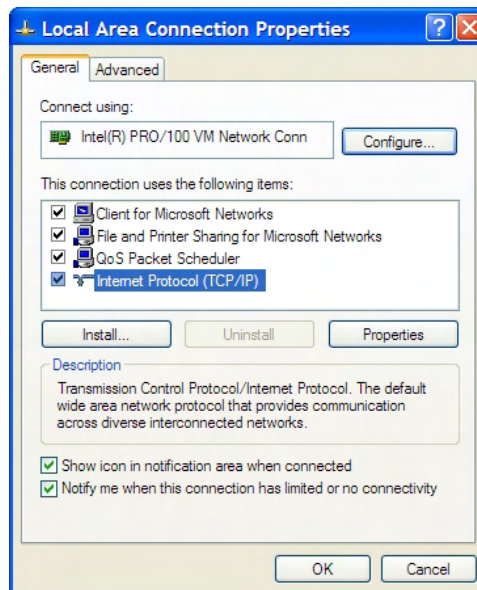 Local Area Connection Properties
General
Advanced
Connect using:
Intel(R) PRO/100 VM Network Conn
Configure...
This connection uses the following items:
Client for Microsoft Networks
File and Printer Sharing for Microsoft Networks
QoS Packet Scheduler
Internet Protocol (TCP/IP)
Install...
Uninstall
Properties
Description
Transmission Control Protocol/Internet Protocol. The default
wide area network protocol that provides communication
across diverse interconnected networks.
Show icon in notification area when connected
Notify me when this connection has limited or no connectivity
OK
Cancel